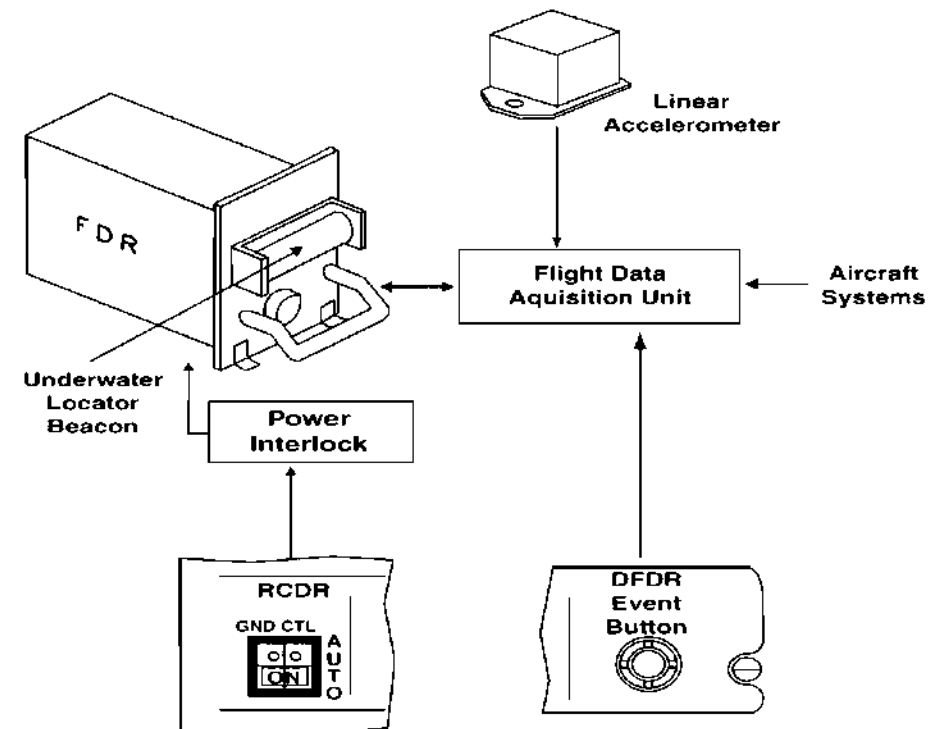 Linear
Accelerometer
FDR
Flight Data
Aquisition Unit
Aircraft
Systems
Underwater
Locator
Beacon
Power
Interlock
RCDR
GND CTL
AUTO
ON
DFDR
Event
Button